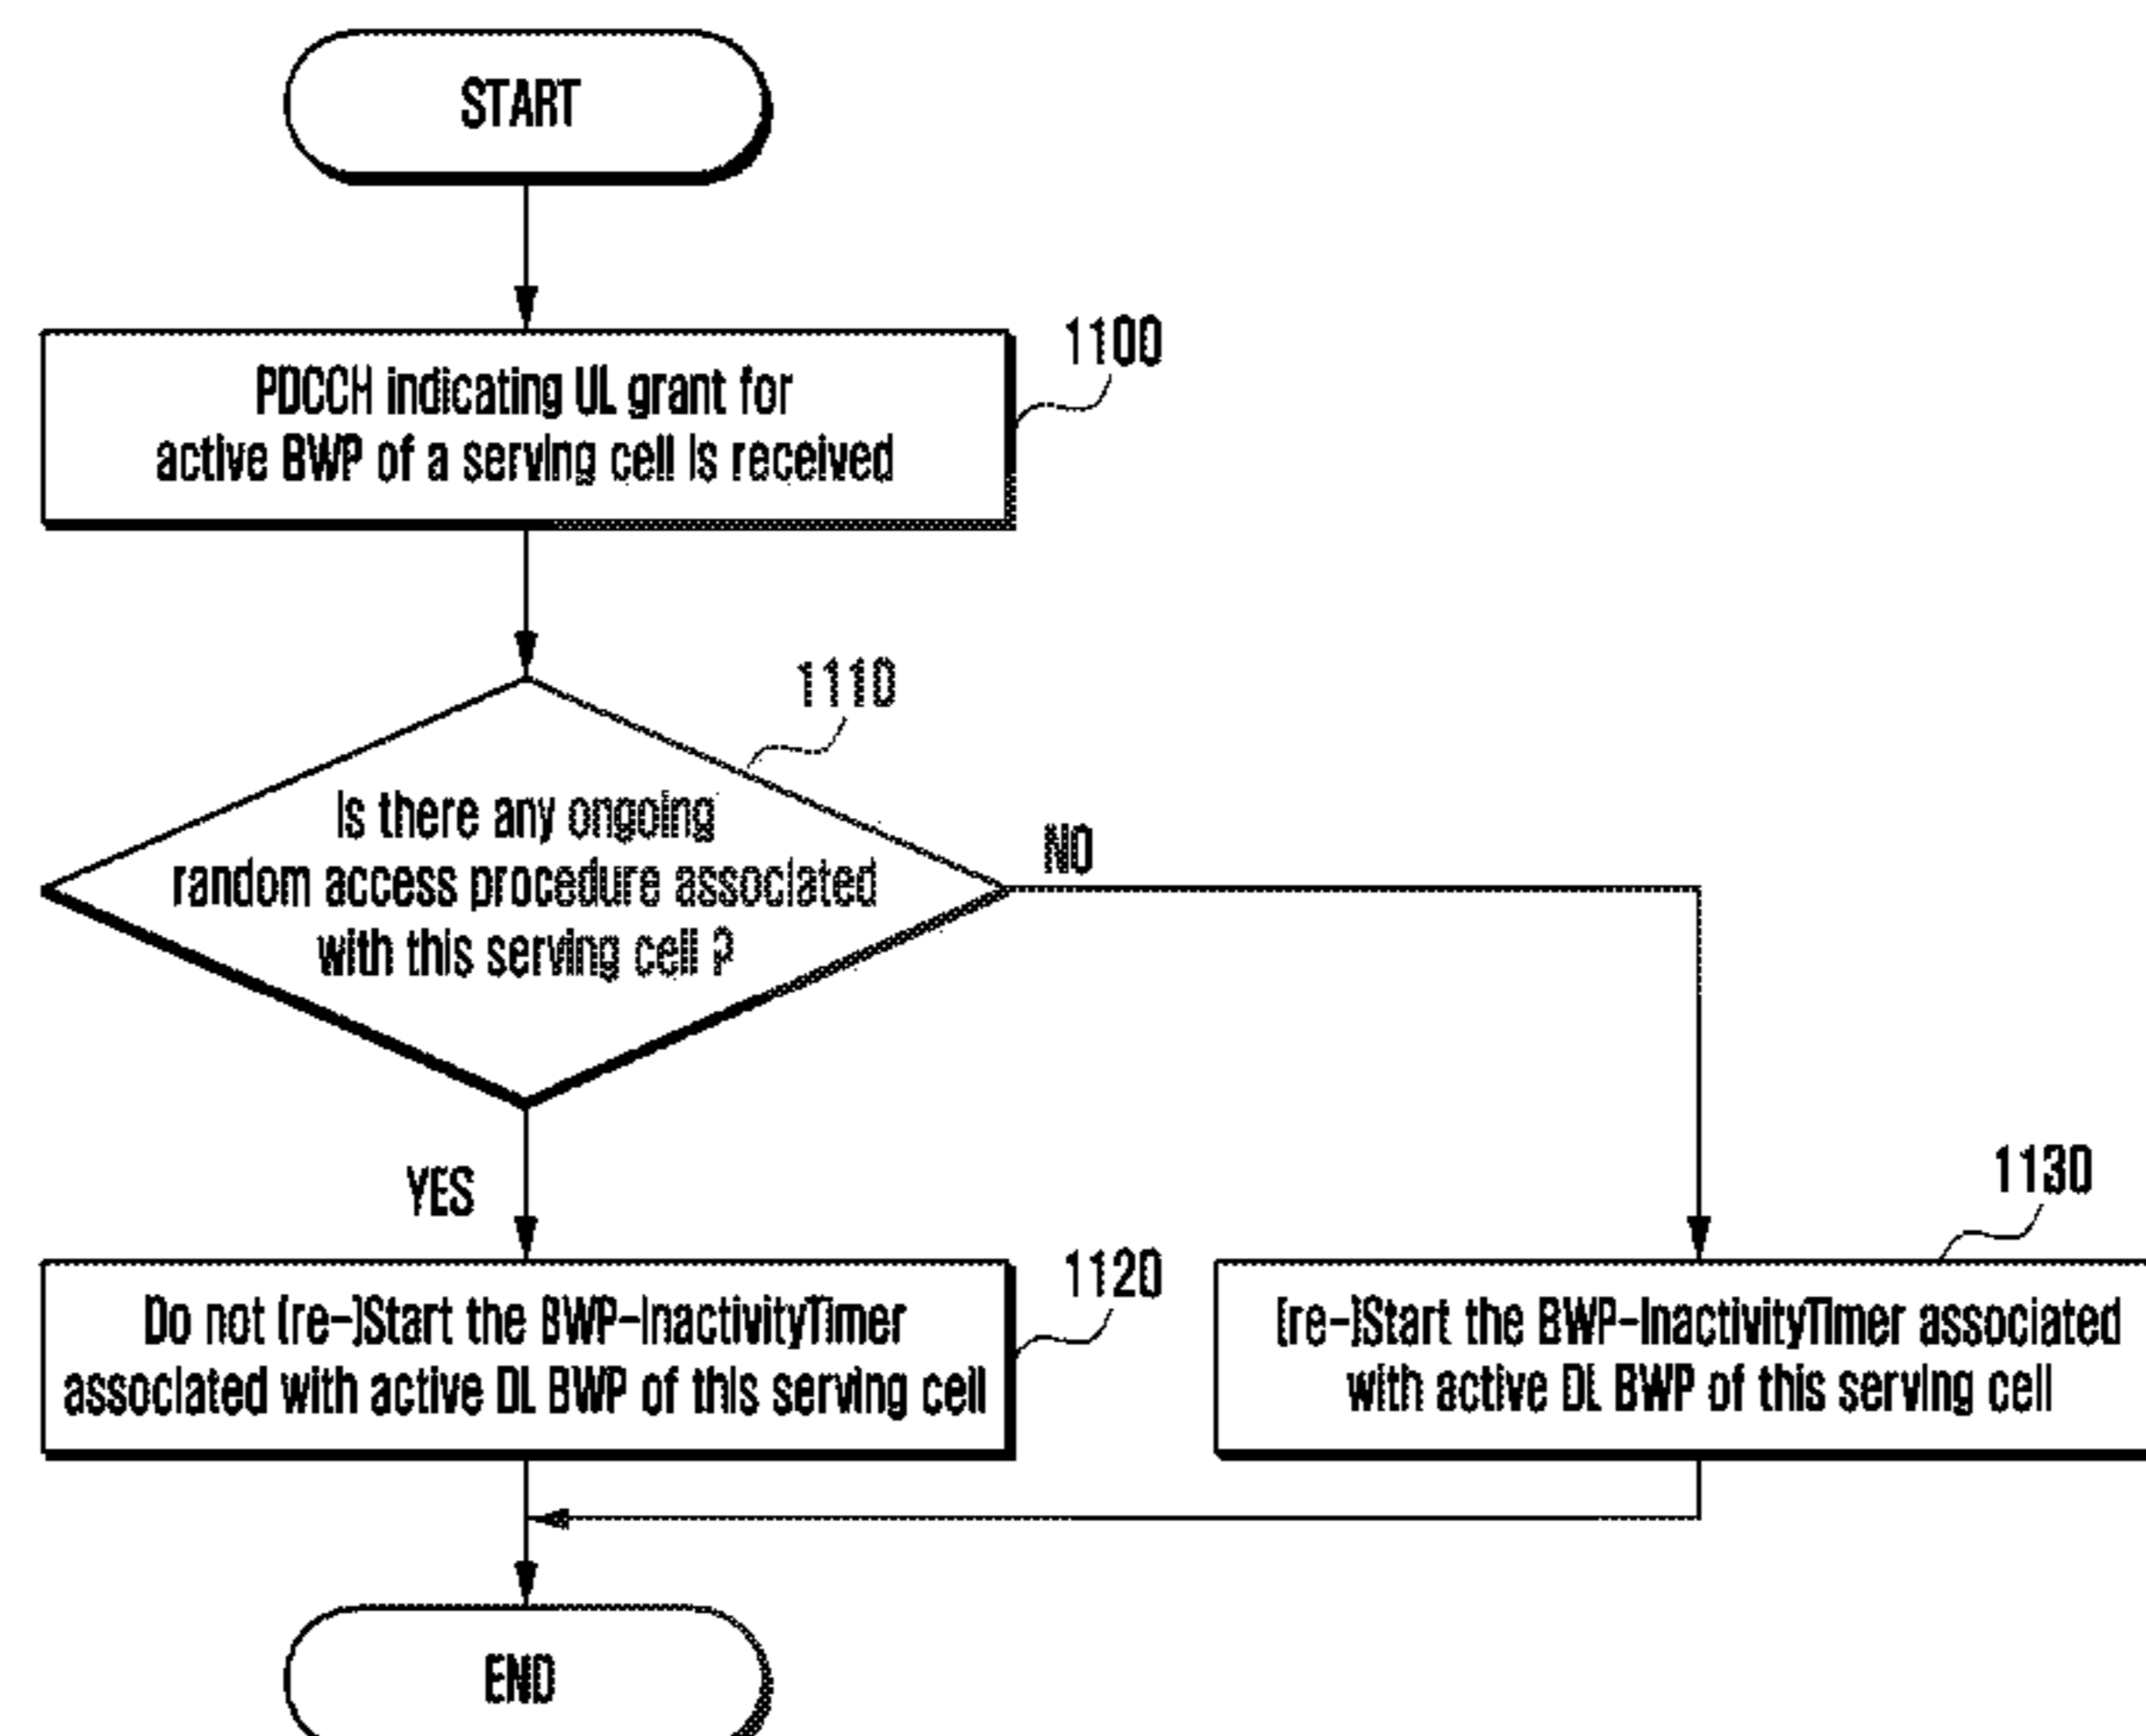 START
1100
PDCCH indicating UL grant for
active BWP of a serving cell is received
1110
Is there any ongoing
random access procedure associated
with this serving cell ?
NO
YES
1130
1120
Do not (re-)Start the BWP-InactivityTimer
associated with active DL BWP of this serving cell
(re-)Start the BWP-InactivityTimer associated
with active DL BWP of this serving cell
END